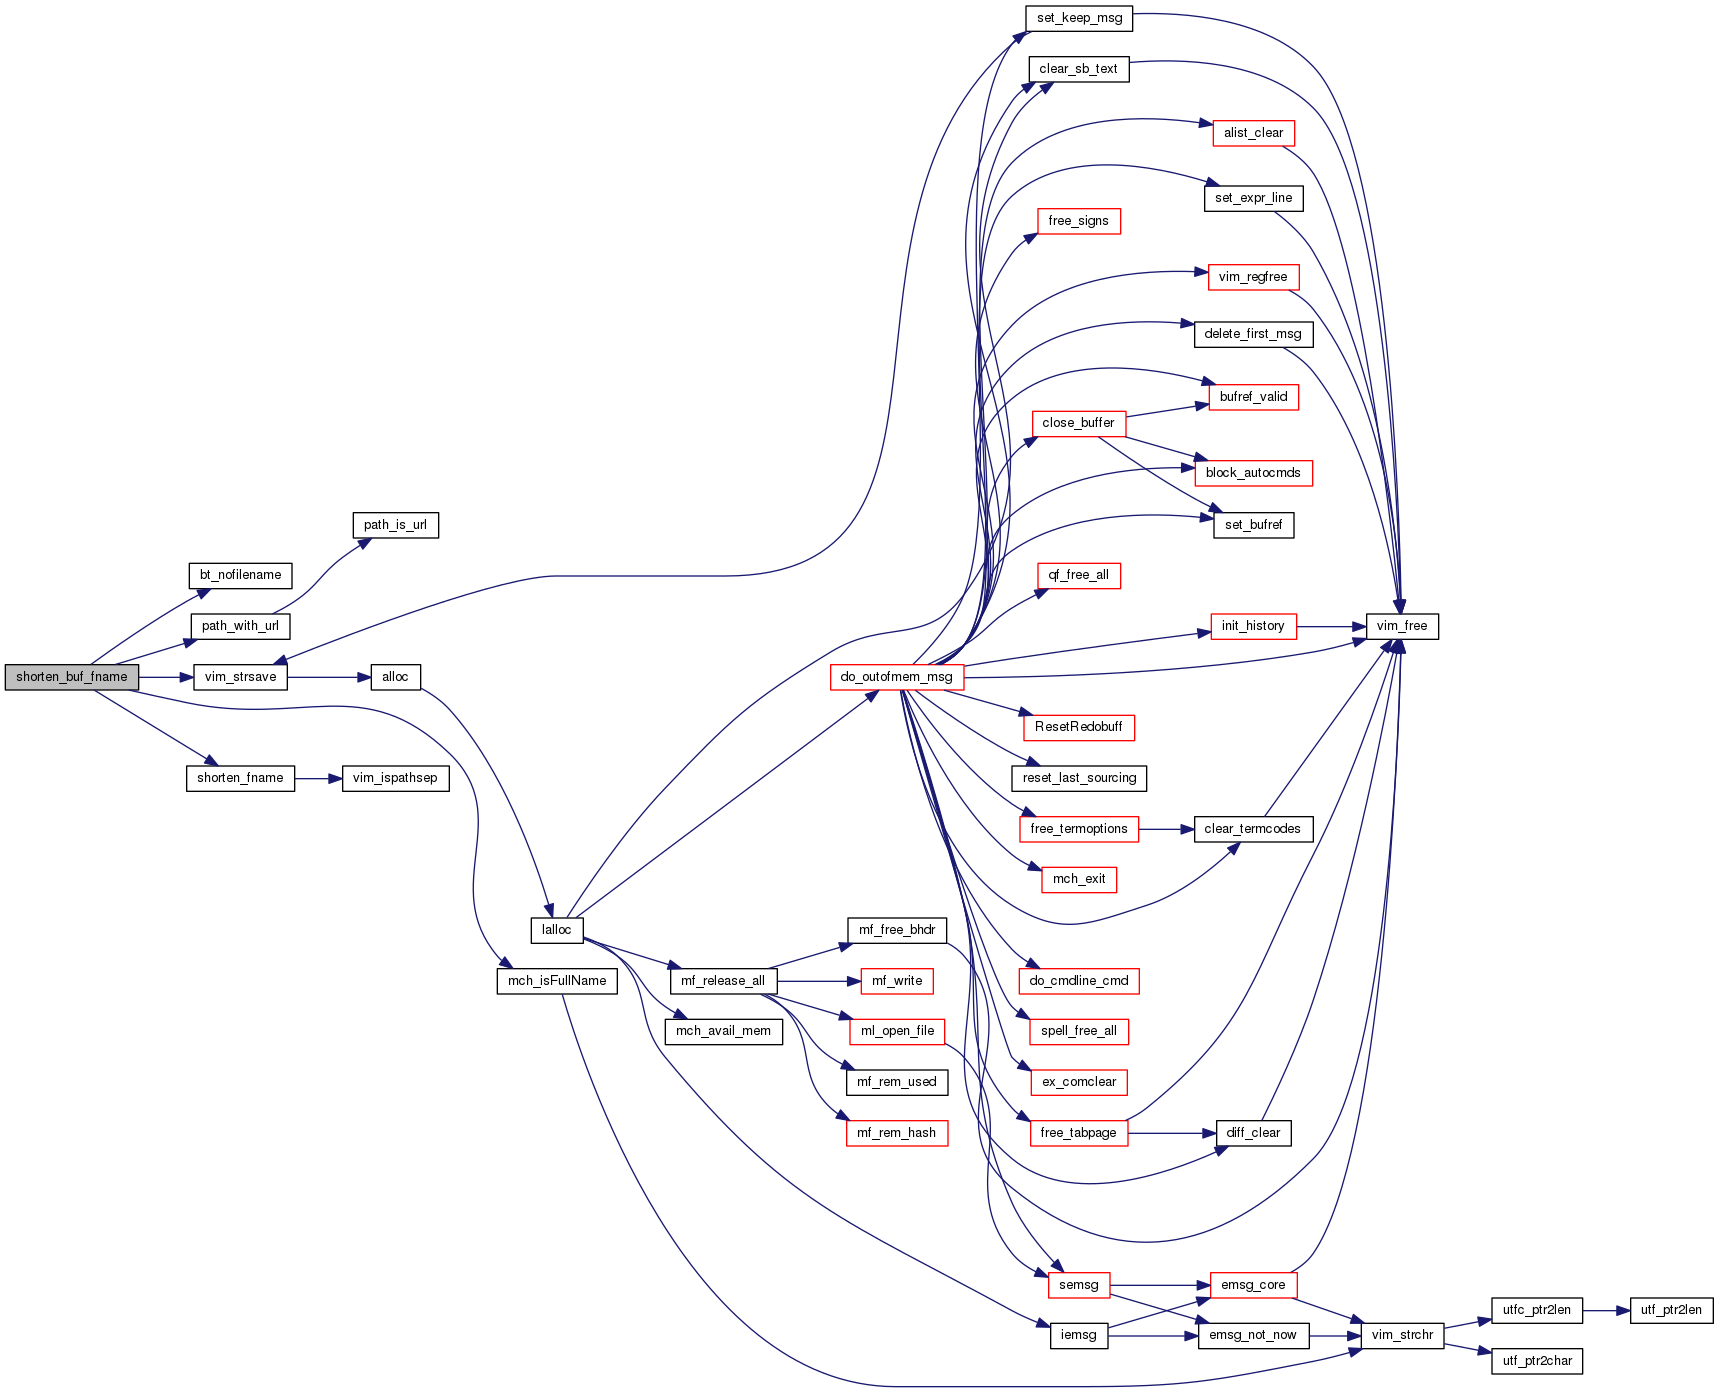 set_keep_msg
clear_sb_text
alist_clear
set_expr_line
free_signs
vim_regfree
delete_first_msg
bufref_valid
close_buffer
block_autocmds
set_bufref
path_is_url
bt_nofilename
qf_free_all
path_with_url
init_history
vim_free
shorten_buf_fname
vim_strsave
alloc
do_outofmem_msg
ResetRedobuff
shorten_fname
vim_ispathsep
reset_last_sourcing
free_termoptions
clear_termcodes
mch_exit
lalloc
mf_free_bhdr
mch_isFullName
mf_release_all
mf_write
do_cmdline_cmd
mch_avail_mem
ml_open_file
spell_free_all
mf_rem_used
ex_comclear
mf_rem_hash
free_tabpage
diff_clear
semsg
emsg_core
utfc_ptr2len
utf_ptr2len
iemsg
emsg_not_now
vim_strchr
utf_ptr2char